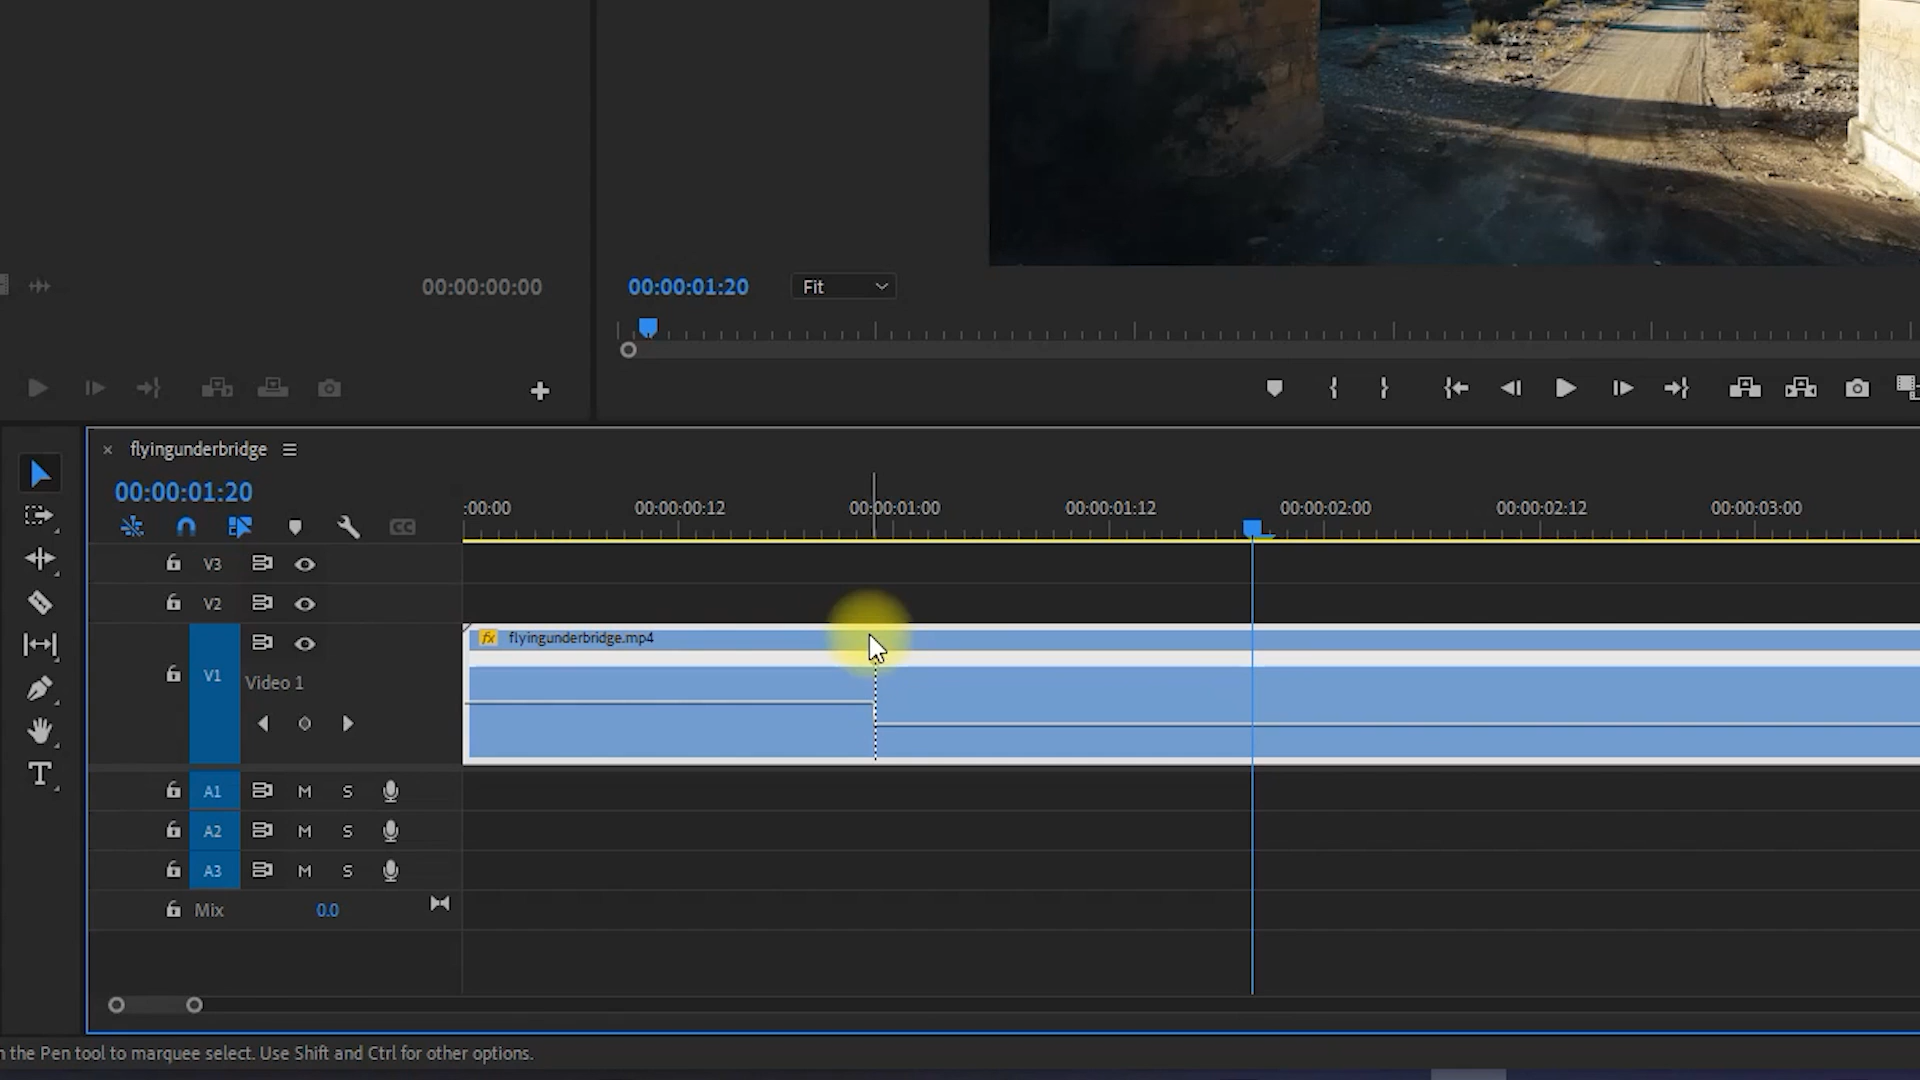 00:00:00:00
00:00:01:20
Fit
flyingunderbridge
00:00:01:20
:00:00
00:00:00:12
00:00:01:00
00:00:01:12
00:00:02:00
00:00:02:12
00:00:03:00
CC
V3
V2
fx flyingunderbridge.mp4
V1
Video 1
A1 M S
A2 M S
A3 M S
Mix 0.0
T
the Pen tool to marquee select. Use Shift and Ctrl for other options.